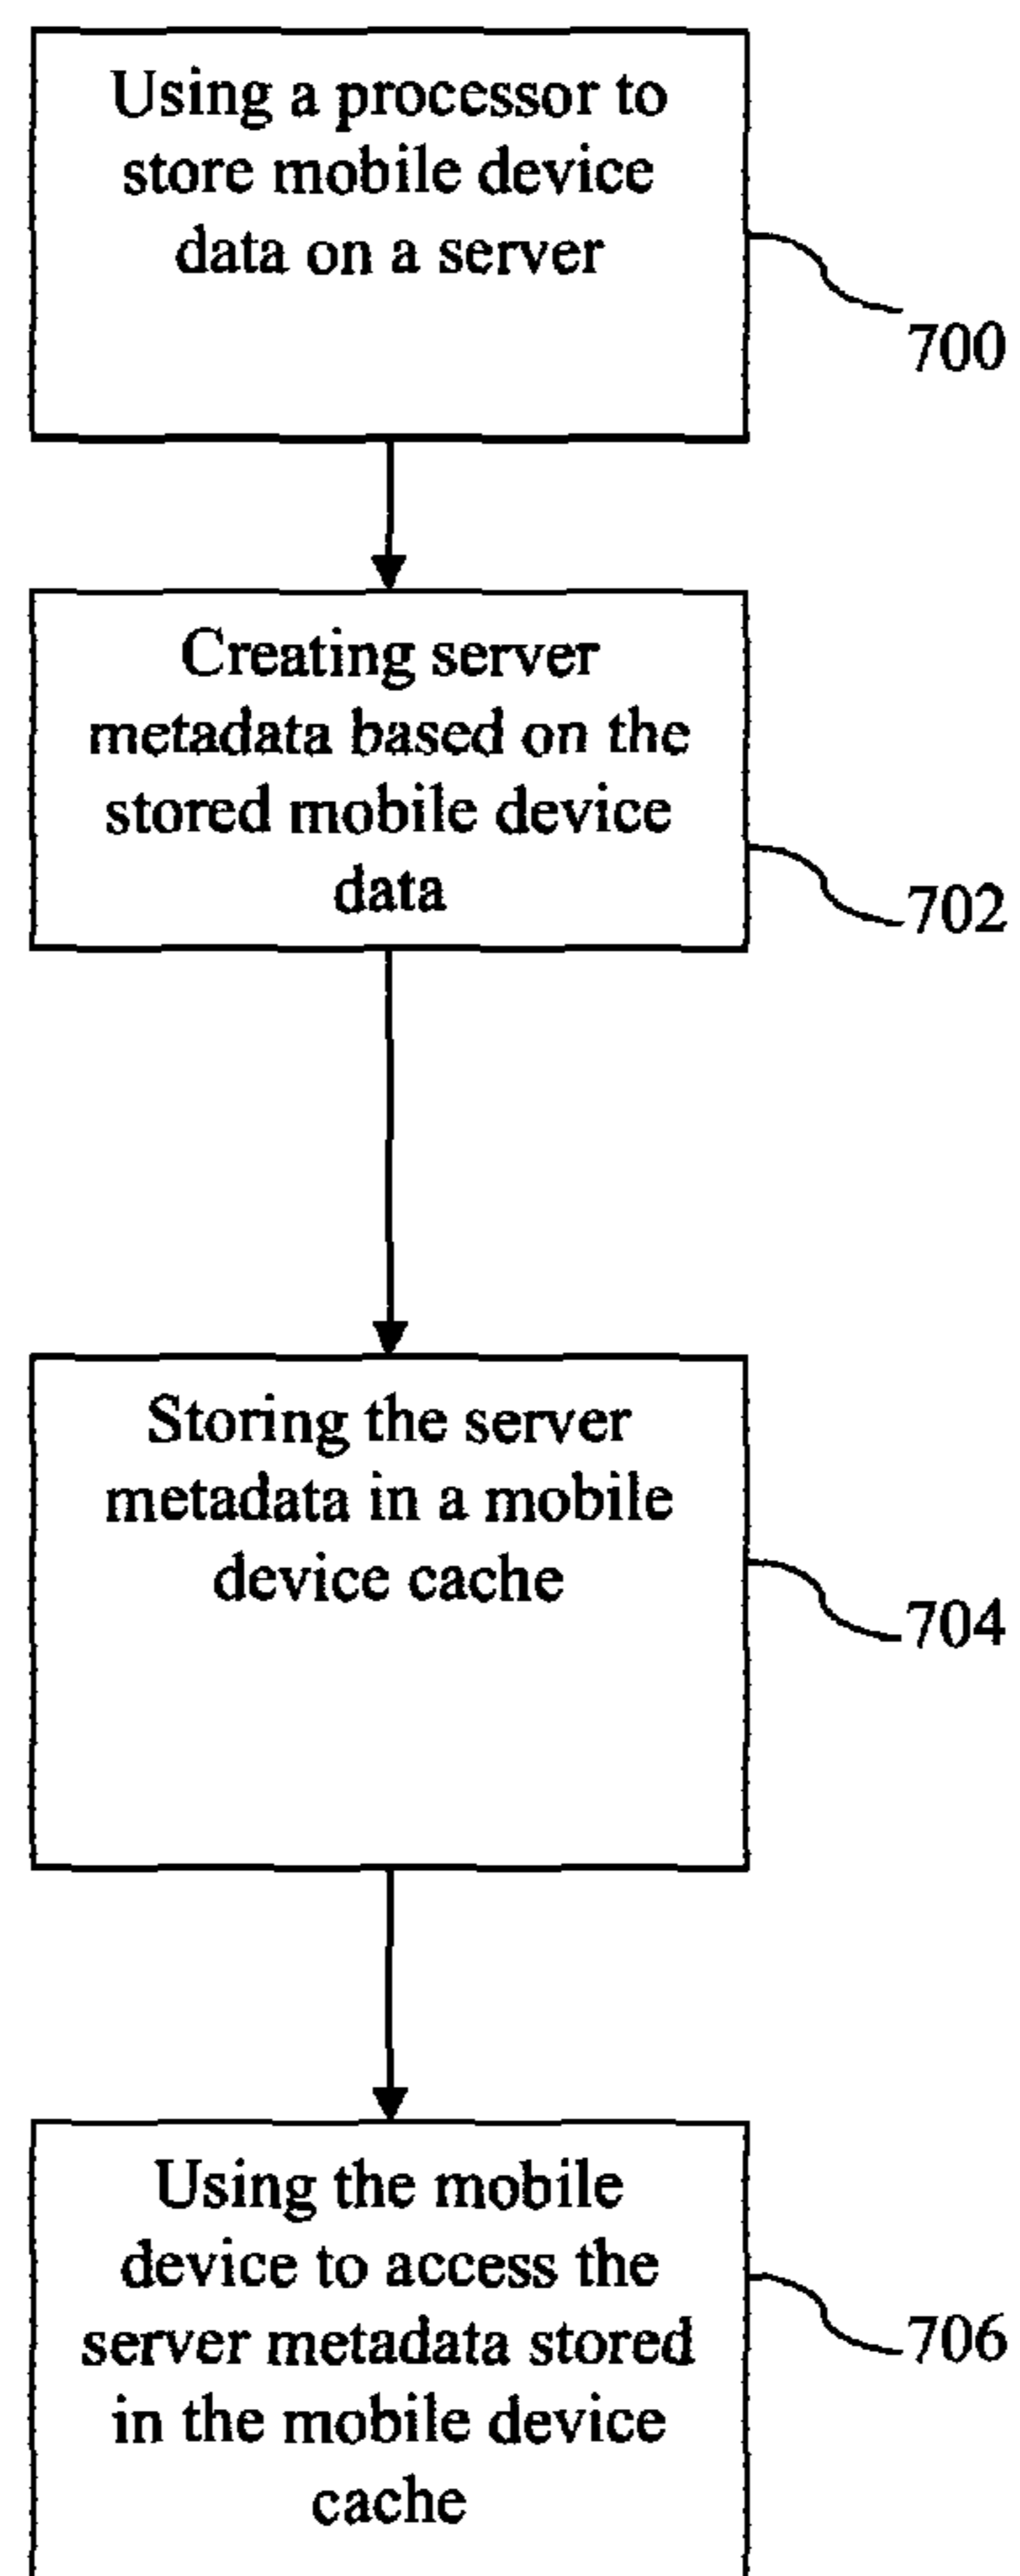 Using a processor to
store mobile device
data on a server
700
Creating server
metadata based on the
stored mobile device
data
702
Storing the server
metadata in a mobile
device cache
704
Using the mobile
device to access the
server metadata stored
in the mobile device
cache
706